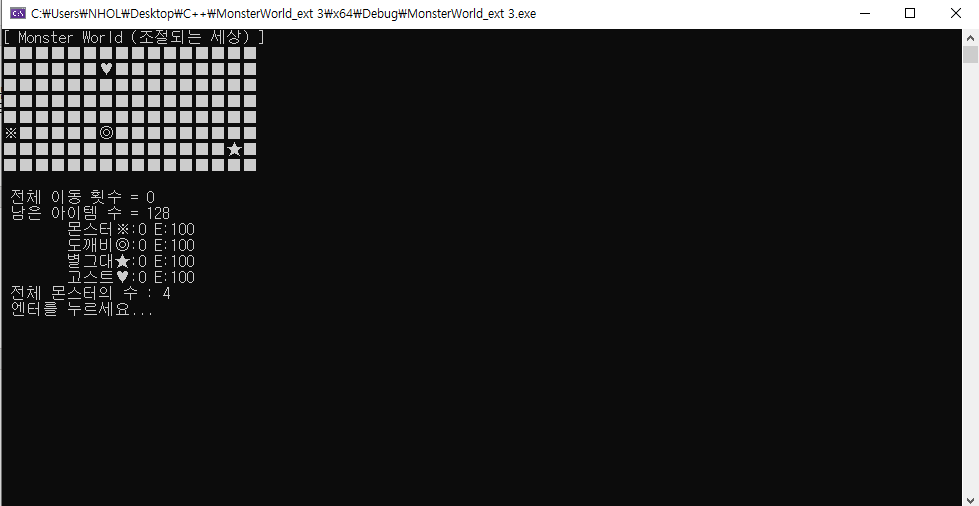 C:\Users\NHOL\Desktop\C++\MonsterWorld_ext 3\x64\Debug\MonsterWorld_ext 3.exe
[ Monster World (조절되는 세상) ]
■■■■■■■■■■■■■■■■
■■■■■■♥■■■■■■■■■
■■■■■■■■■■■■■■■■
■■■■■■■■■■■■■■■■
■■■■■■■■■■■■■■■■
※■■■■■◎■■■■■■■■■
■■■■■■■■■■■■■■★■
■■■■■■■■■■■■■■■■
전체 이동 횟수 = 0
남은 아이템 수 = 128
몬스터※:0 E:100
도깨비◎:0 E:100
별그대★:0 E:100
고스트♥:0 E:100
전체 몬스터의 수 : 4
엔터를 누르세요...